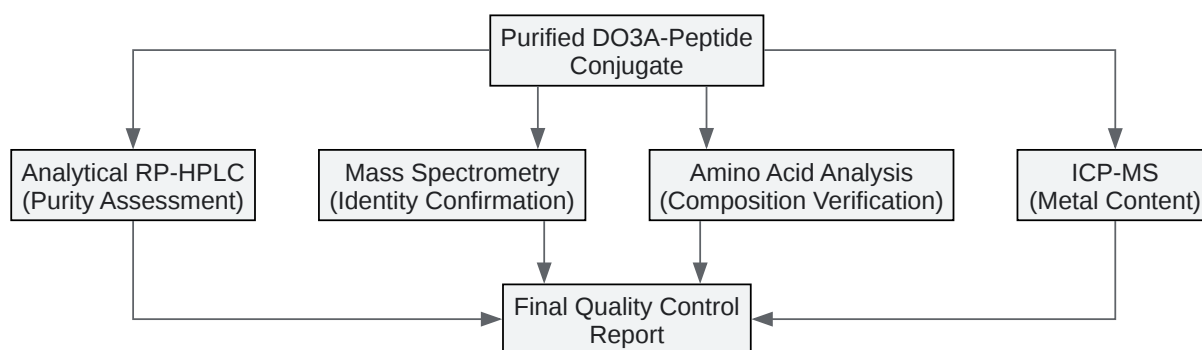 Purified DO3A-Peptide
Conjugate
Analytical RP-HPLC
(Purity Assessment)
Mass Spectrometry
(Identity Confirmation)
Amino Acid Analysis
(Composition Verification)
ICP-MS
(Metal Content)
Final Quality Control
Report